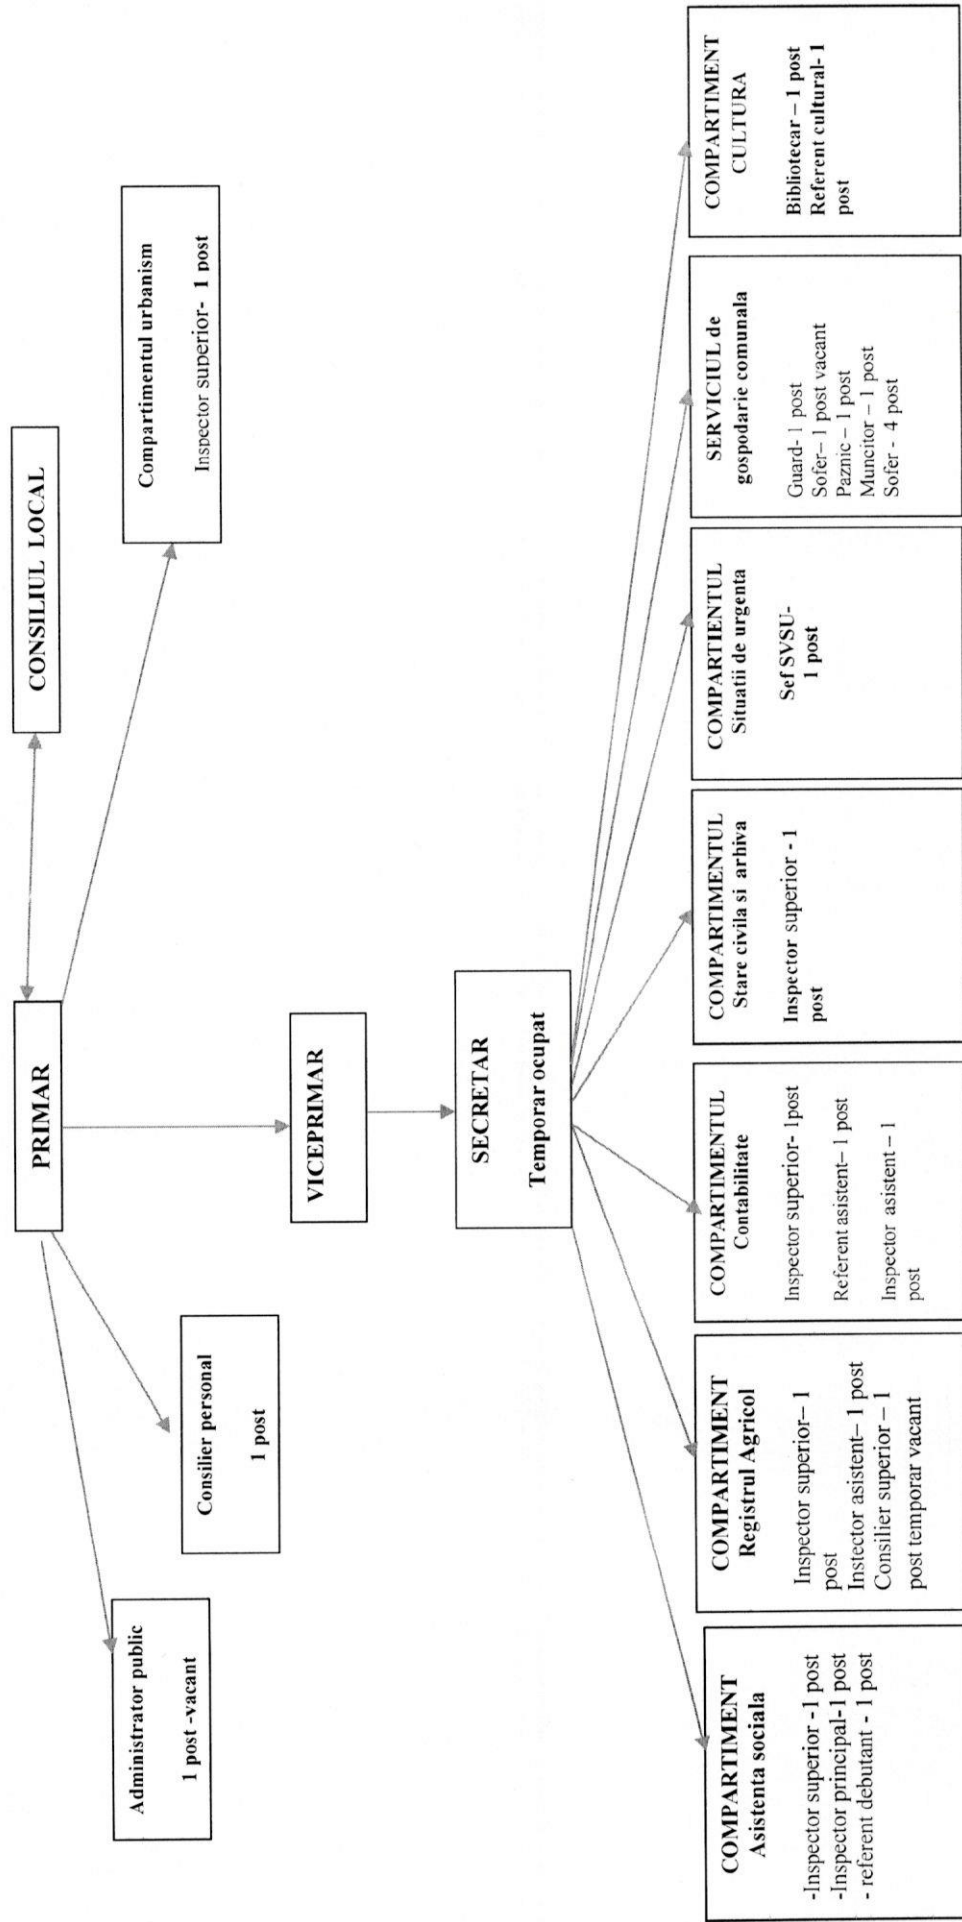 PRIMAR
CONSILIUL LOCAL
Administrator public
1 post -vacant
Consilier personal
1 post
Compartimentul urbanism
Inspector superior- 1 post
VICEPRIMAR
SECRETAR
Temporar ocupat
COMPARTIMENT
Asistenta sociala
-Inspector superior -1 post
-Inspector principal-1 post
- referent debutant - 1 post
COMPARTIMENT
Registrul Agricol
Inspector superior– 1
post
Instector asistent– 1 post
Consilier superior – 1
post temporar vacant
COMPARTIMENTUL
Contabilitate
Inspector superior- 1post
Referent asistent– 1 post
Inspector asistent – 1
post
COMPARTIMENTUL
Stare civila si arhiva
Inspector superior - 1
post
COMPARTIENTUL
Situatii de urgenta
Sef SVSU-
1 post
SERVICIUL de
gospodarie comunala
Guard- 1 post
Sofer– 1 post vacant
Paznic – 1 post
Muncitor – 1 post
Sofer - 4 post
COMPARTIMENT
CULTURA
Bibliotecar – 1 post
Referent cultural- 1
post